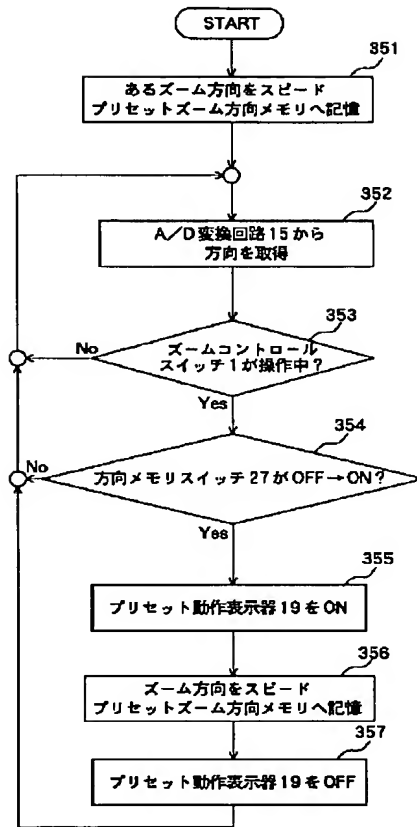 START
351
あるズーム方向をスピード
プリセットズーム方向メモリへ記憶
352
A/D変換回路15から
方向を取得
353
No
ズームコントロール
スイッチ1が操作中?
Yes
354
No
方向メモリスイッチ27がOFF→ON?
Yes
355
プリセット動作表示器19をON
356
ズーム方向をスピード
プリセットズーム方向メモリへ記憶
357
プリセット動作表示器19をOFF